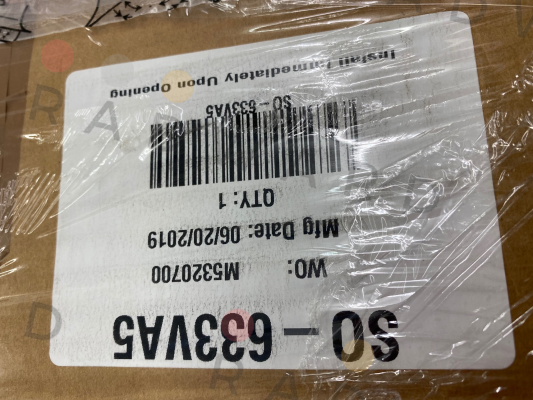 SO - 633VA5
WO: M5320700
Mfg Date: 06/20/2019
QTY: 1
SO - 633VA5
Install Immediately Upon Opening